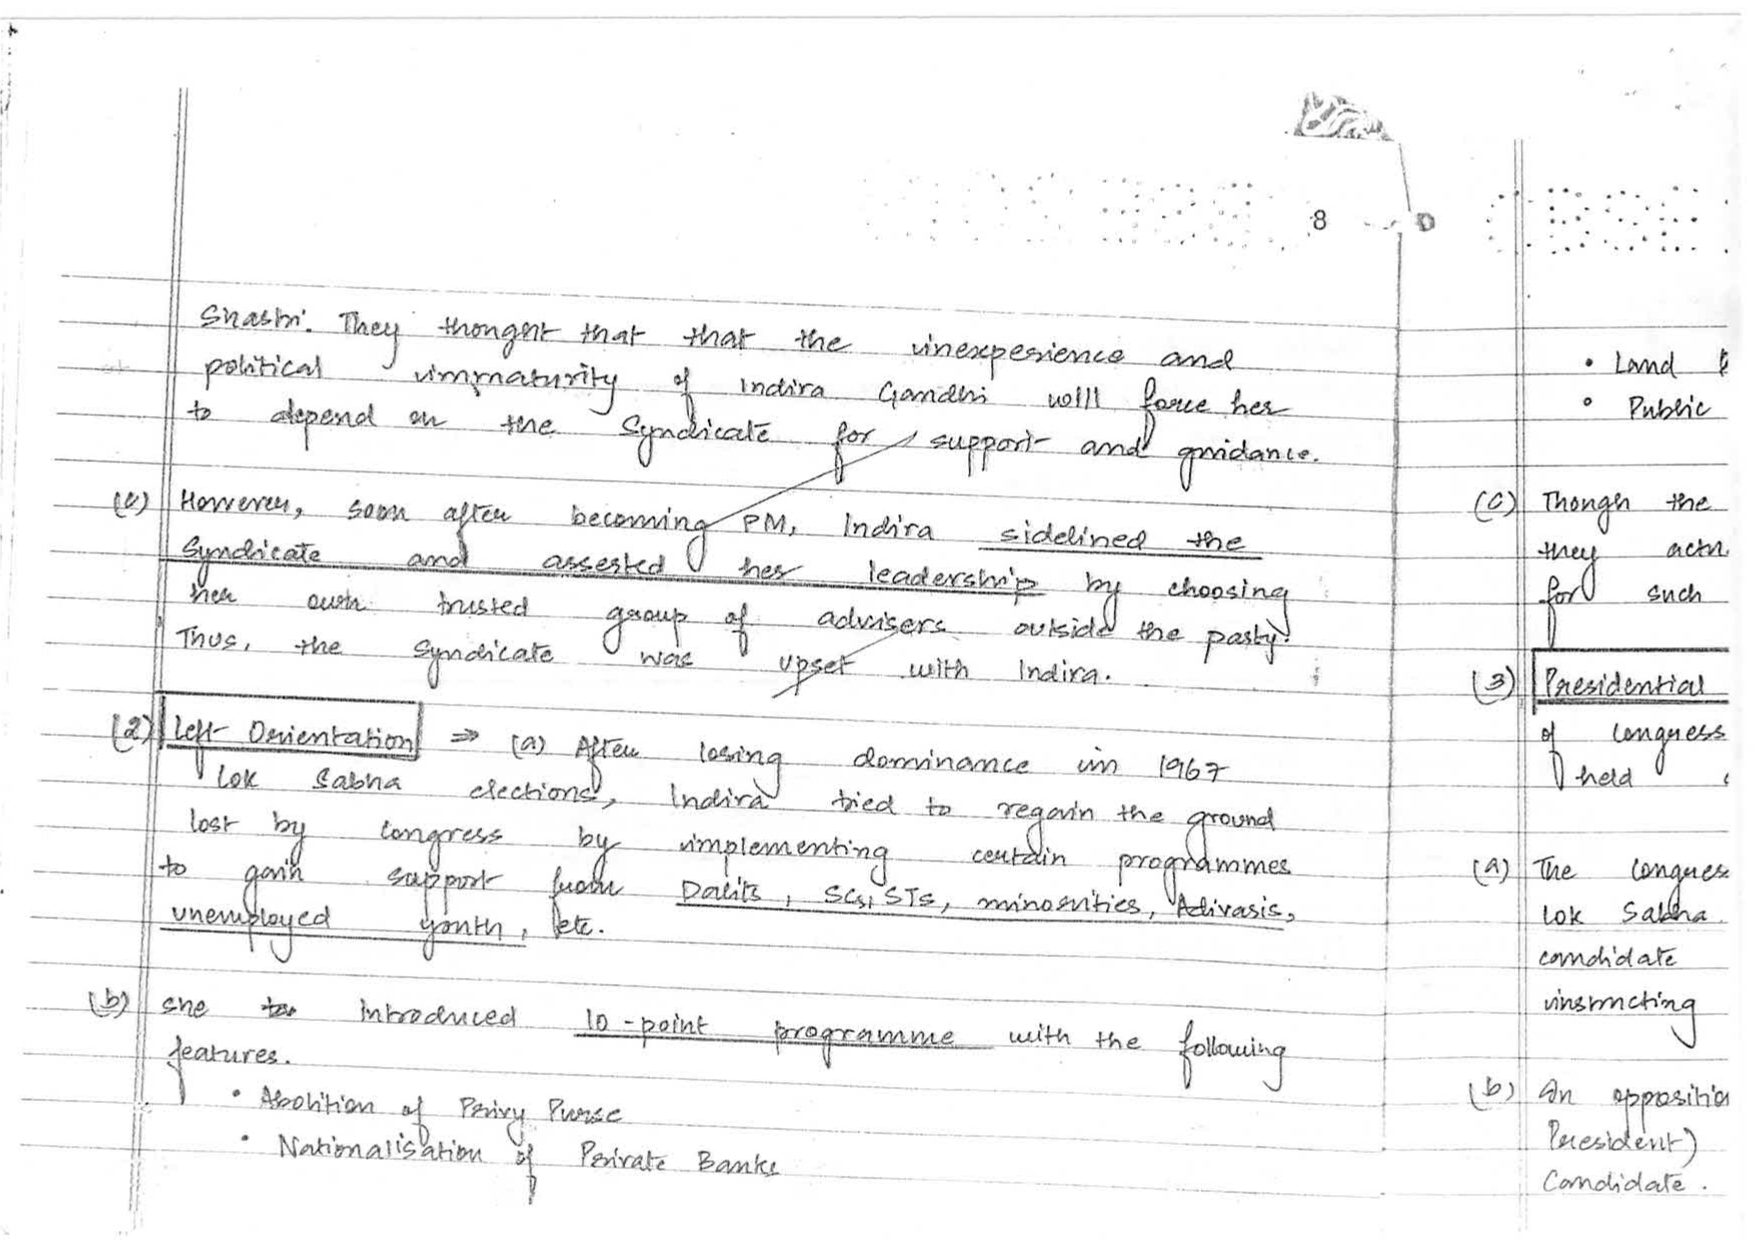 8
Shastri. They thought that that the inexperience and
political immaturity of Indira Gandhi will force her
to depend on the Syndicate for support and guidance.
(c) However, soon after becoming PM, Indira sidelined the
Syndicate and asserted her leadership by choosing
her own trusted group of advisers outside the party.
Thus, the Syndicate was upset with Indira.
(2) Left Orientation ⇒ (a) After losing dominance in 1967
Lok Sabha elections, Indira tried to regain the ground
lost by Congress by implementing certain programmes
to gain support from Dalits, SCs, STs, minorities, Adivasis,
unemployed youth, etc.
(b) She introduced 10-point programme with the following
features.
• Abolition of Privy Purse
• Nationalisation of Private Banks
• Land
• Public
(c) Though the
they actu
for such
(3) Presidential
of Congress
held
(a) The Congres
Lok Sabha
candidate
instructing
(b) An oppositio
President)
Candidate.